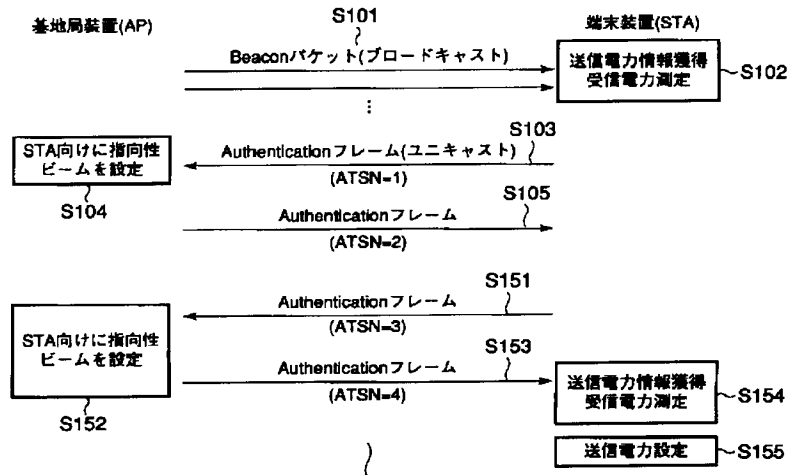 S101
基地局装置(AP)
端末装置(STA)
Beaconパケット(ブロードキャスト)
送信電力情報獲得
受信電力測定
S102
S103
STA向けに指向性
ビームを設定
Authenticationフレーム(ユニキャスト)
(ATSN=1)
S104
S105
Authenticationフレーム
(ATSN=2)
S151
Authenticationフレーム
(ATSN=3)
STA向けに指向性
ビームを設定
S153
Authenticationフレーム
(ATSN=4)
送信電力情報獲得
受信電力測定
S154
S152
送信電力設定
S155